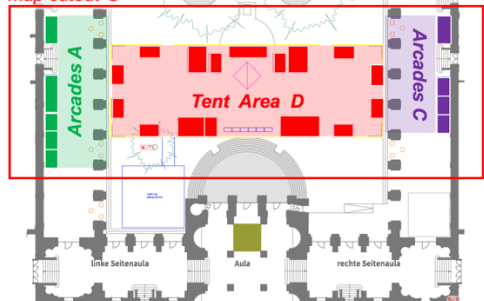 Map cutout C
Arcades A
Tent Area D
Arcades C
linke Seitenaula
Aula
rechte Seitenaula